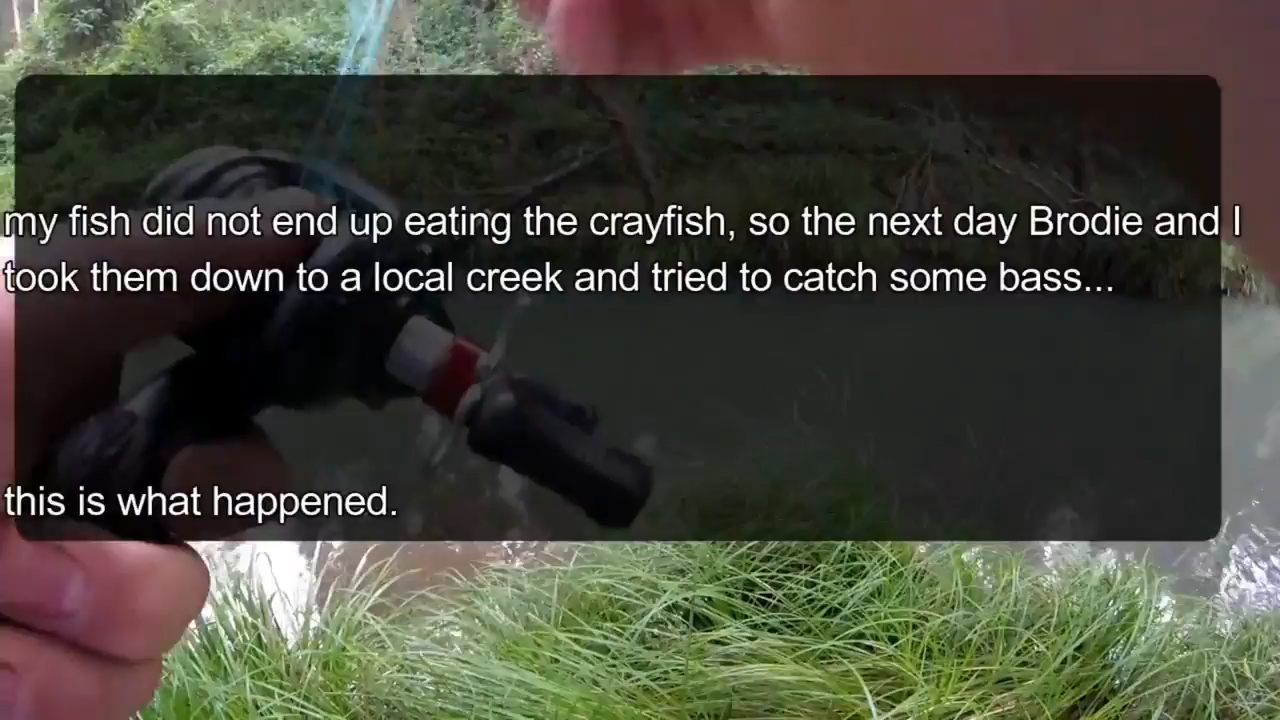 my fish did not end up eating the crayfish, so the next day Brodie and I
took them down to a local creek and tried to catch some bass...
this is what happened.